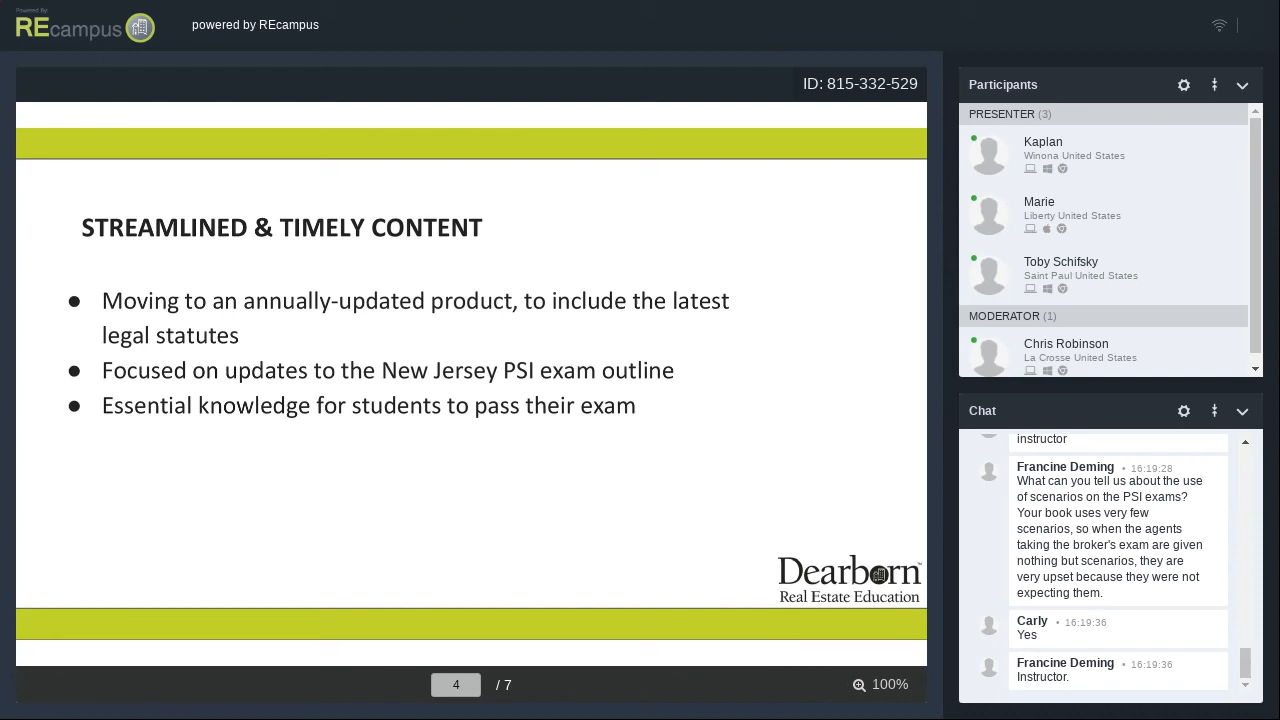 Powered By:
REcampus
powered by REcampus
ID: 815-332-529
STREAMLINED & TIMELY CONTENT
● Moving to an annually-updated product, to include the latest
legal statutes
● Focused on updates to the New Jersey PSI exam outline
● Essential knowledge for students to pass their exam
Dearborn™
Real Estate Education
4 / 7
100%
Participants
PRESENTER (3)
Kaplan
Winona United States
Marie
Liberty United States
Toby Schifsky
Saint Paul United States
MODERATOR (1)
Chris Robinson
La Crosse United States
Chat
instructor
Francine Deming • 16:19:28
What can you tell us about the use
of scenarios on the PSI exams?
Your book uses very few
scenarios, so when the agents
taking the broker's exam are given
nothing but scenarios, they are
very upset because they were not
expecting them.
Carly • 16:19:36
Yes
Francine Deming • 16:19:36
Instructor.